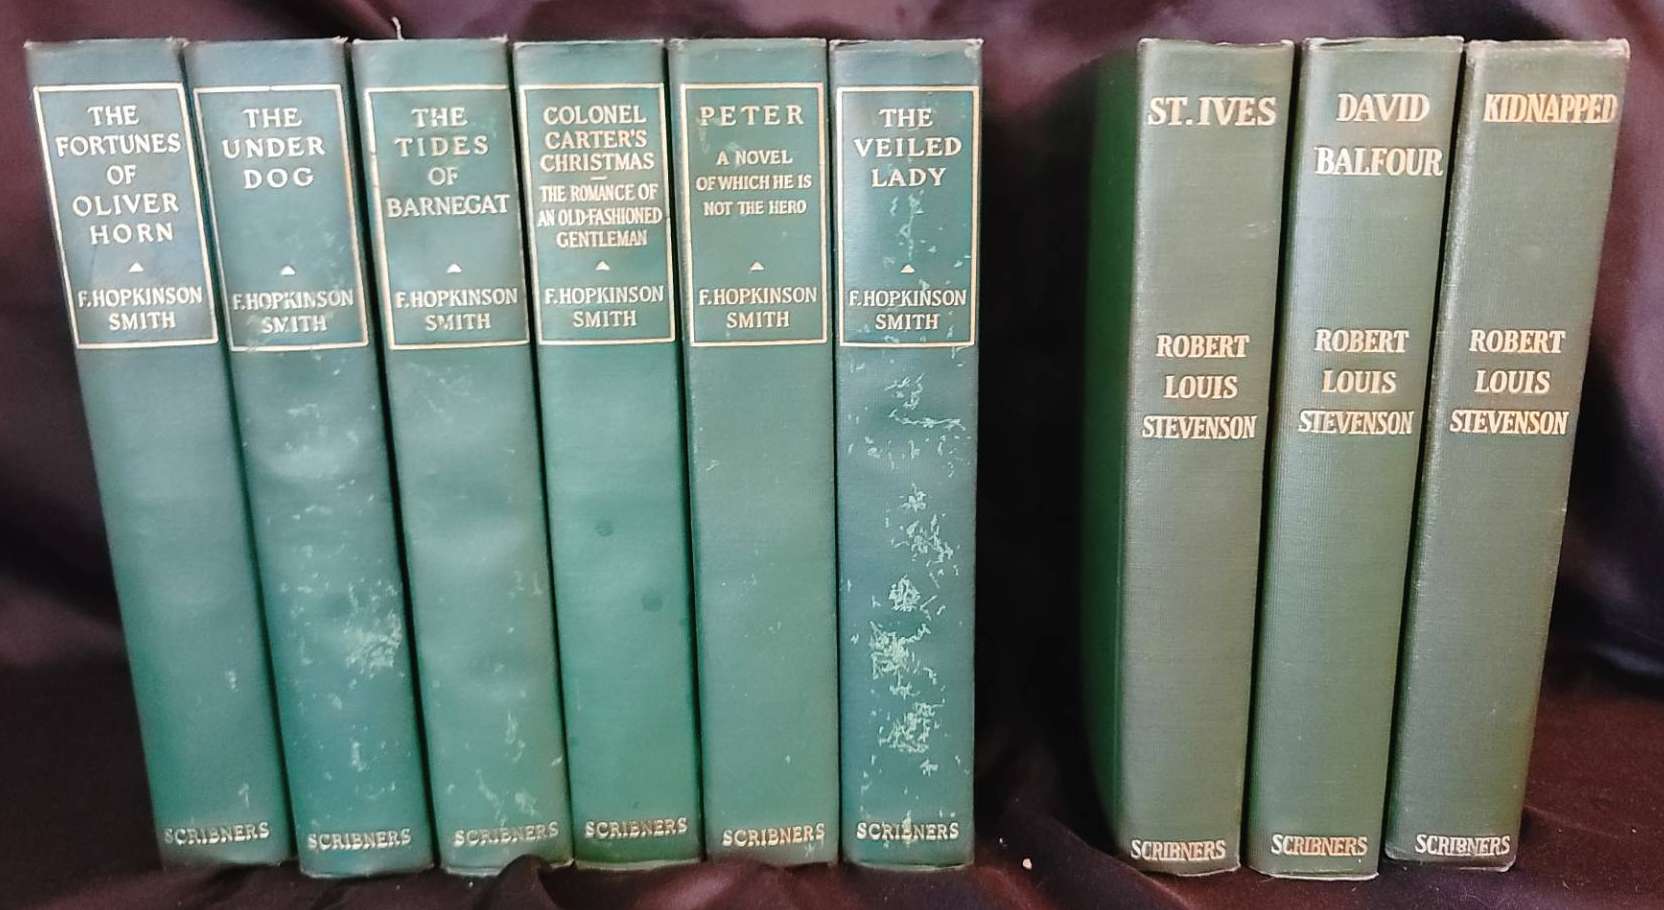 THE
FORTUNES
OF
OLIVER
HORN
F. HOPKINSON
SMITH
SCRIBNERS
THE
UNDER
DOG
F. HOPKINSON
SMITH
SCRIBNERS
THE
TIDES
OF
BARNEGAT
F. HOPKINSON
SMITH
SCRIBNERS
COLONEL
CARTER'S
CHRISTMAS
THE ROMANCE OF
AN OLD-FASHIONED
GENTLEMAN
F. HOPKINSON
SMITH
SCRIBNERS
PETER
A NOVEL
OF WHICH HE IS
NOT THE HERO
F. HOPKINSON
SMITH
SCRIBNERS
THE
VEILED
LADY
F. HOPKINSON
SMITH
SCRIBNERS
ST. IVES
ROBERT
LOUIS
STEVENSON
SCRIBNERS
DAVID
BALFOUR
ROBERT
LOUIS
STEVENSON
SCRIBNERS
KIDNAPPED
ROBERT
LOUIS
STEVENSON
SCRIBNERS